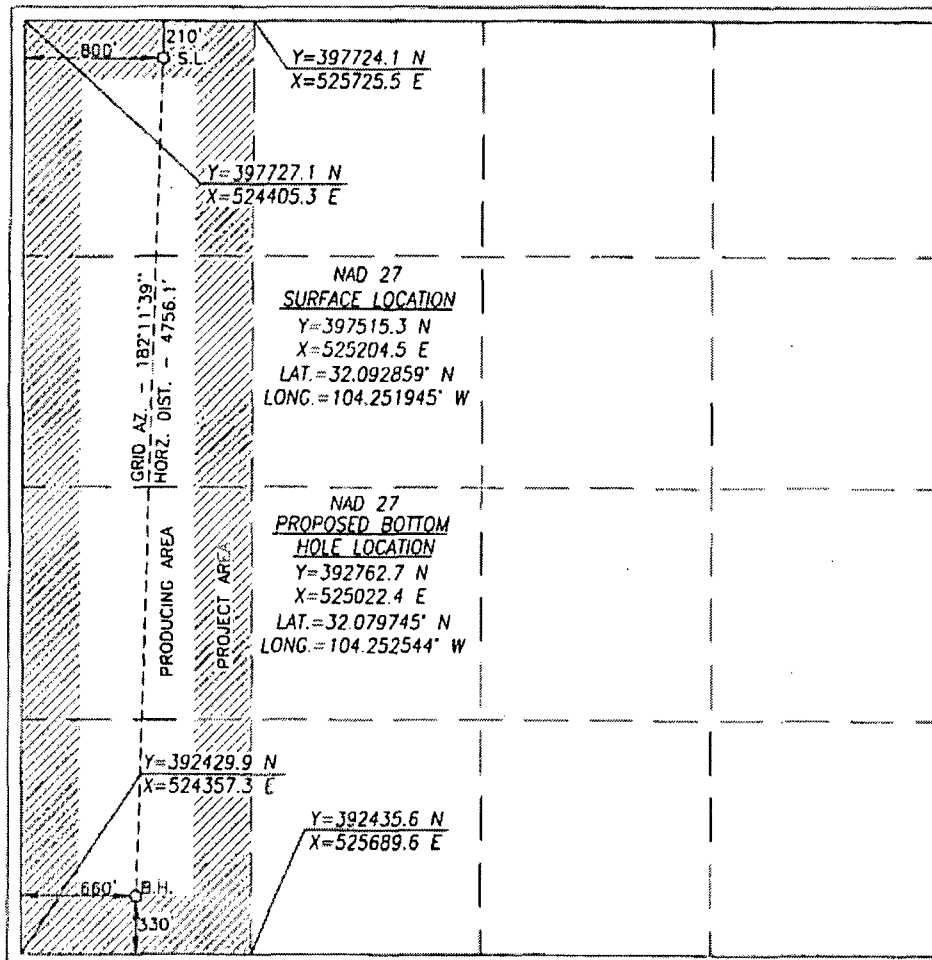 210'
800'
S.L.
Y=397724.1 N
X=525725.5 E
Y=397727.1 N
X=524405.3 E
GRID AZ. - 182°11'39"
HORZ. DIST. - 4756.1'
NAD 27
SURFACE LOCATION
Y=397515.3 N
X=525204.5 E
LAT.=32.092859° N
LONG.=104.251945° W
NAD 27
PROPOSED BOTTOM
HOLE LOCATION
Y=392762.7 N
X=525022.4 E
LAT.=32.079745° N
LONG.=104.252544° W
PRODUCING AREA
PROJECT AREA
Y=392429.9 N
X=524357.3 E
Y=392435.6 N
X=525689.6 E
660'
B.H.
330'